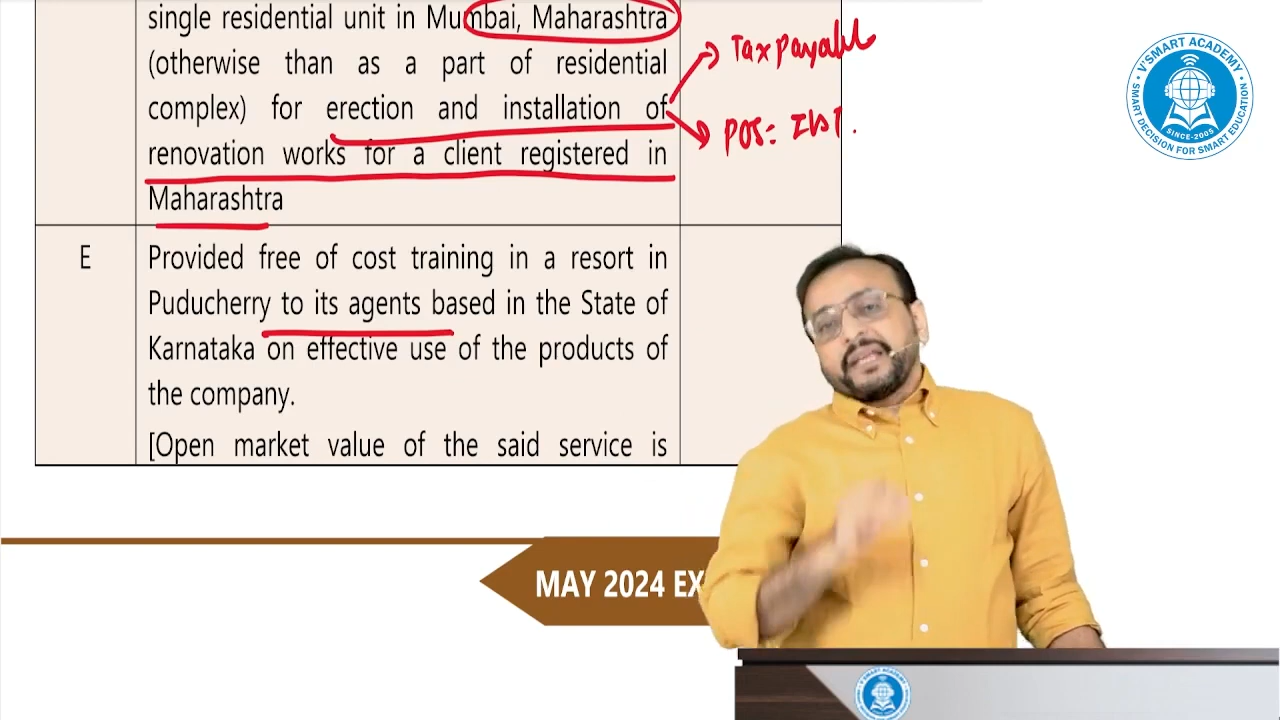 single residential unit in Mumbai, Maharashtra
(otherwise than as a part of residential
complex) for erection and installation of
renovation works for a client registered in
Maharashtra
Tax payable
POS: IBP.
E
Provided free of cost training in a resort in
Puducherry to its agents based in the State of
Karnataka on effective use of the products of
the company.
[Open market value of the said service is
MAY 2024 EX
V'SMART ACADEMY
SINCE-2005
SMART DECISION FOR SMART EDUCATION